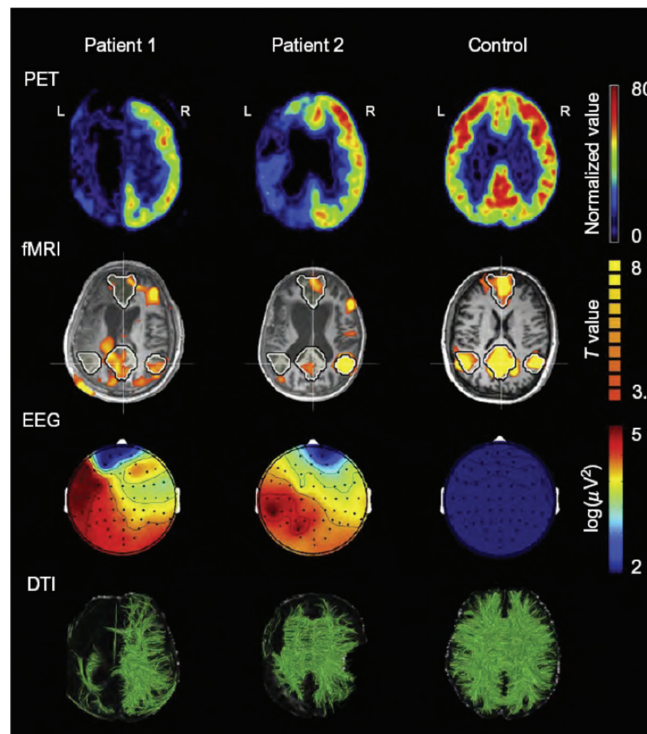 Patient 1 Patient 2 Control
PET
L R L R
80
Normalized value
0
fMRI
8
T value
3.
EEG
5
log(μV²)
2
DTI